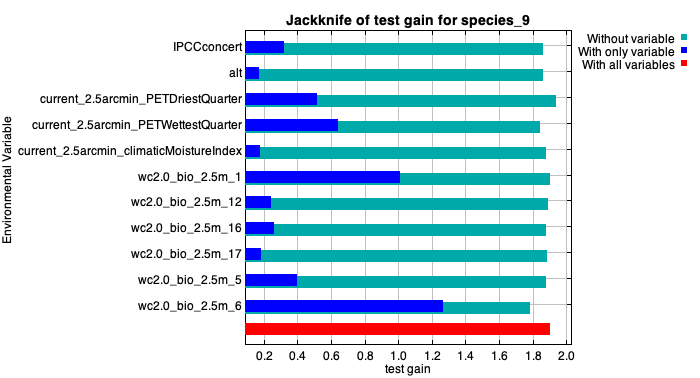 Jackknife of test gain for species_9
Without variable
With only variable
With all variables
Environmental Variable
IPCCconcert
alt
current_2.5arcmin_PETDriestQuarter
current_2.5arcmin_PETWettestQuarter
current_2.5arcmin_climaticMoistureIndex
wc2.0_bio_2.5m_1
wc2.0_bio_2.5m_12
wc2.0_bio_2.5m_16
wc2.0_bio_2.5m_17
wc2.0_bio_2.5m_5
wc2.0_bio_2.5m_6
0.2 0.4 0.6 0.8 1.0 1.2 1.4 1.6 1.8 2.0
test gain